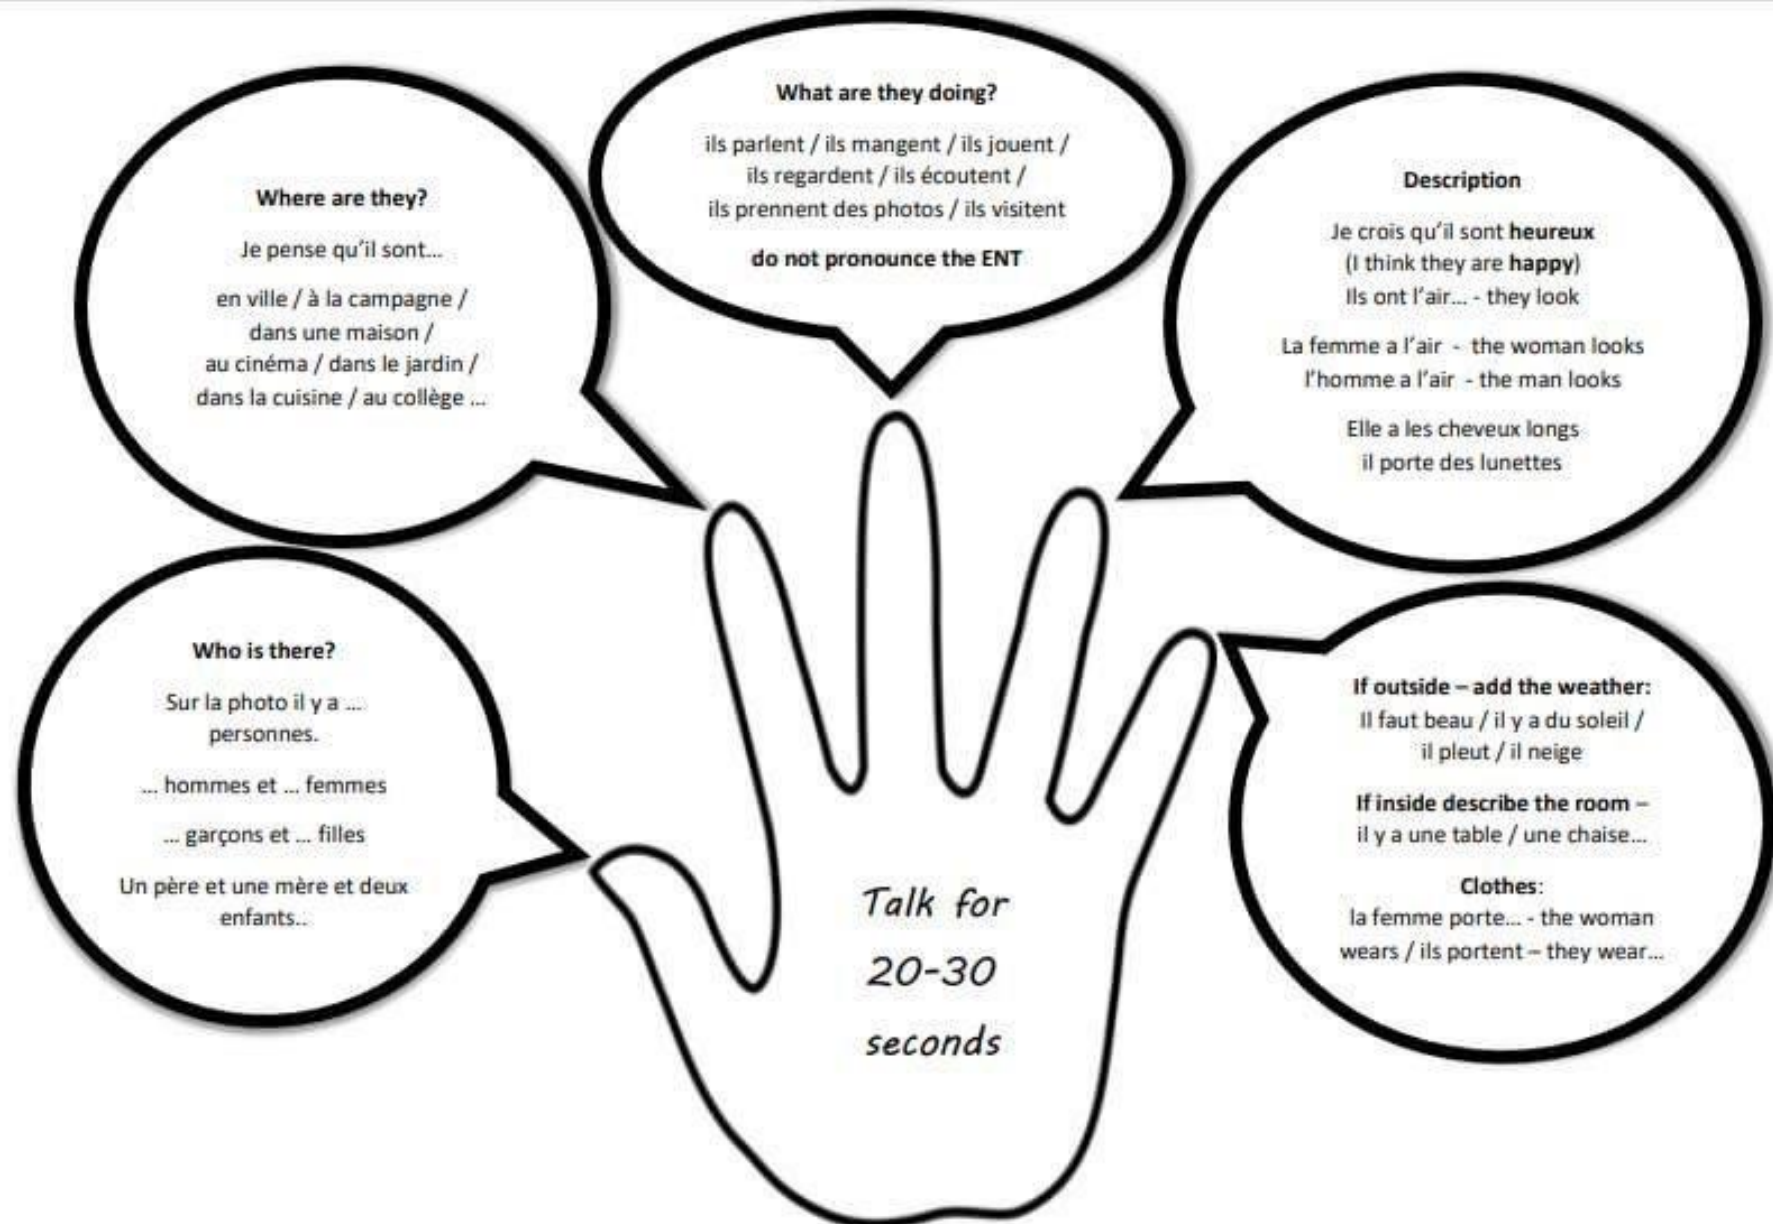 What are they doing?
ils parlent / ils mangent / ils jouent /
ils regardent / ils écoutent /
ils prennent des photos / ils visitent
do not pronounce the ENT
Where are they?
Je pense qu'il sont...
en ville / à la campagne /
dans une maison /
au cinéma / dans le jardin /
dans la cuisine / au collège ...
Description
Je crois qu'il sont heureux
(I think they are happy)
Ils ont l'air... - they look
La femme a l'air - the woman looks
l'homme a l'air - the man looks
Elle a les cheveux longs
il porte des lunettes
Who is there?
Sur la photo il y a ...
personnes.
... hommes et ... femmes
... garçons et ... filles
Un père et une mère et deux
enfants..
If outside – add the weather:
Il faut beau / il y a du soleil /
il pleut / il neige
If inside describe the room –
il y a une table / une chaise...
Clothes:
la femme porte... - the woman
wears / ils portent – they wear...
Talk for
20-30
seconds